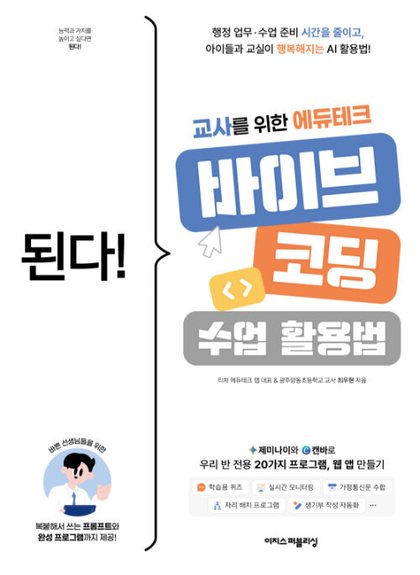 능력과 가치를
높이고 싶다면
된다!
된다!
행정 업무·수업 준비 시간을 줄이고,
아이들과 교실이 행복해지는 AI 활용법!
교사를 위한 에듀테크
바이브
코딩
수업 활용법
티처 에듀테크 랩 대표 & 광주양동초등학교 교사 최우현 지음
제미나이와 캔바로
우리 반 전용 20가지 프로그램, 웹 앱 만들기
학습용 퀴즈 실시간 모니터링 가정통신문 수합
자리 배치 프로그램 생기부 작성 자동화 ···
바쁜 선생님들을 위한
복붙해서 쓰는 프롬프트와
완성 프로그램까지 제공!
이지스 퍼블리싱